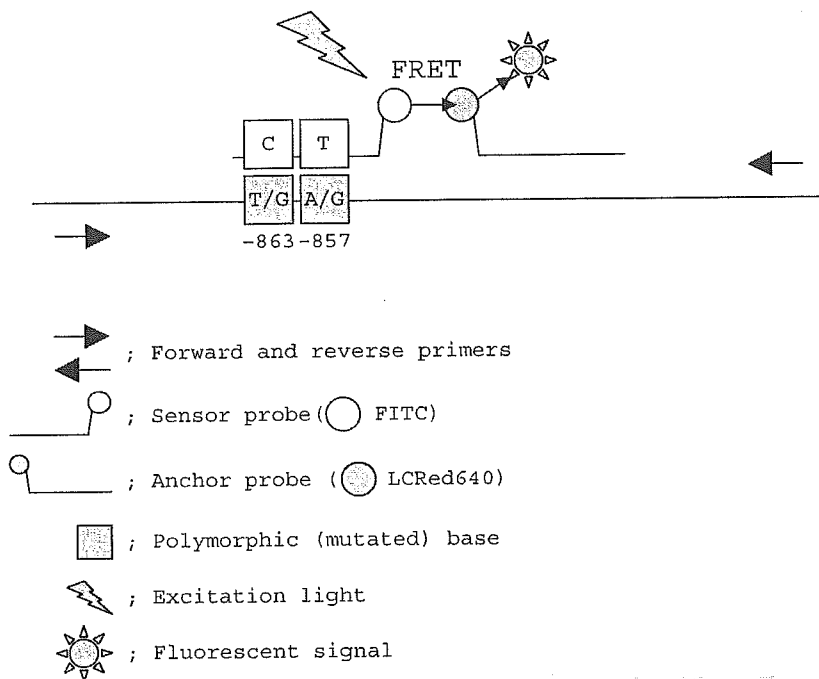 FRET
C T
T/G A/G
-863 -857
; Forward and reverse primers
; Sensor probe( FITC)
; Anchor probe ( LCRed640)
; Polymorphic (mutated) base
; Excitation light
; Fluorescent signal